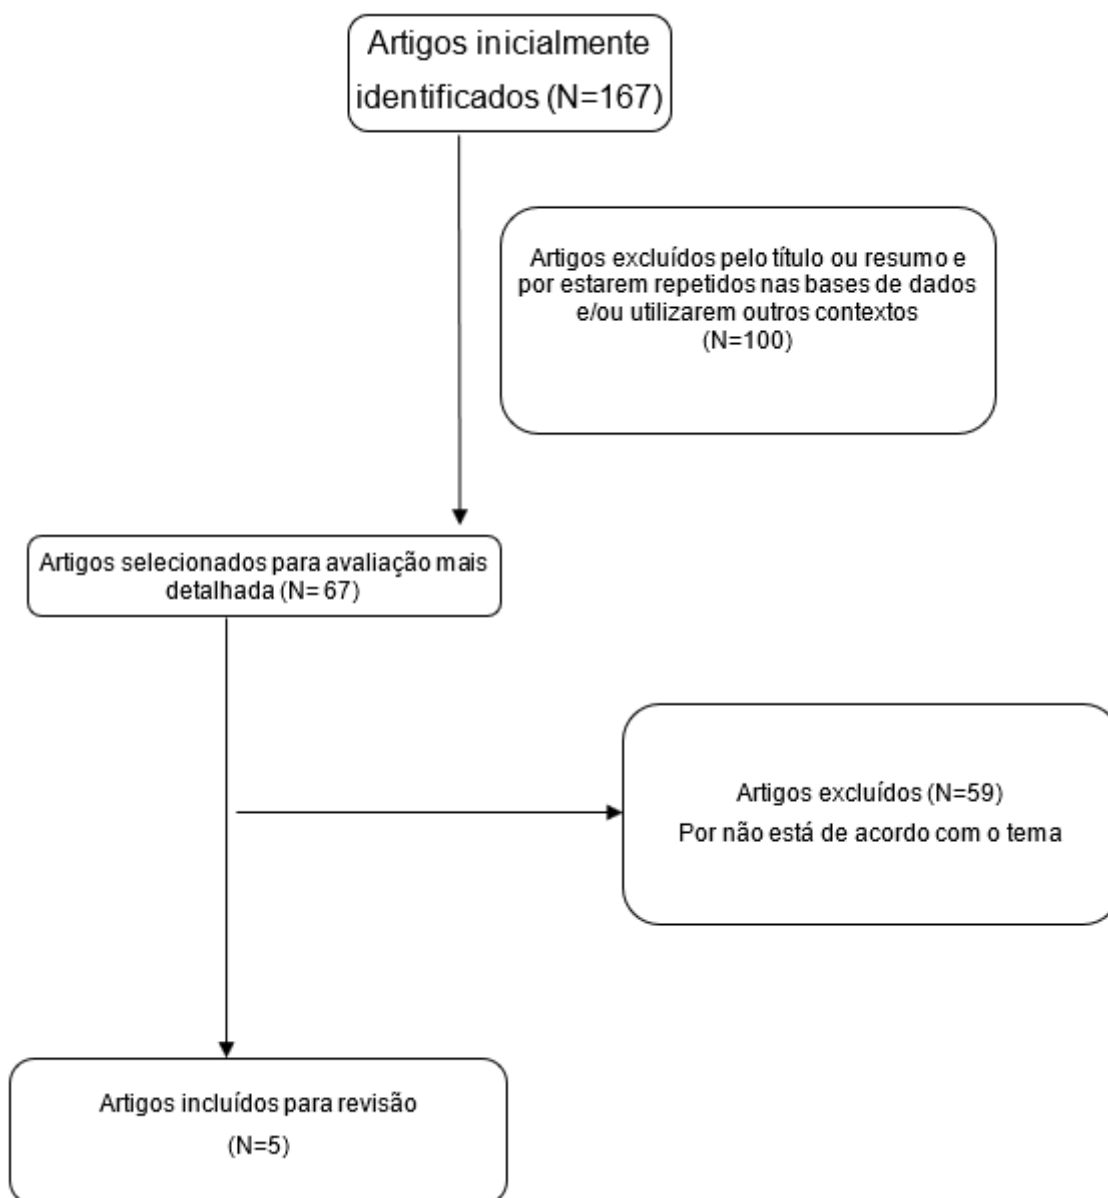 Artigos inicialmente
identificados (N=167)
Artigos excluídos pelo título ou resumo e
por estarem repetidos nas bases de dados
e/ou utilizarem outros contextos
(N=100)
Artigos selecionados para avaliação mais
detalhada (N= 67)
Artigos excluídos (N=59)
Por não está de acordo com o tema
Artigos incluídos para revisão
(N=5)